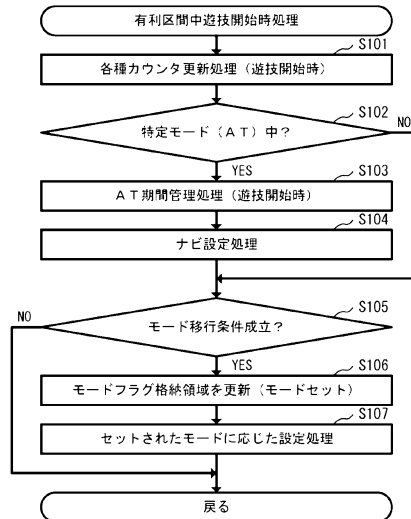 有利区間中遊技開始時処理
S101
各種カウンタ更新処理（遊技開始時）
S102
特定モード（ＡＴ）中？
NO
YES
S103
ＡＴ期間管理処理（遊技開始時）
S104
ナビ設定処理
S105
NO
モード移行条件成立？
YES
S106
モードフラグ格納領域を更新（モードセット）
S107
セットされたモードに応じた設定処理
戻る